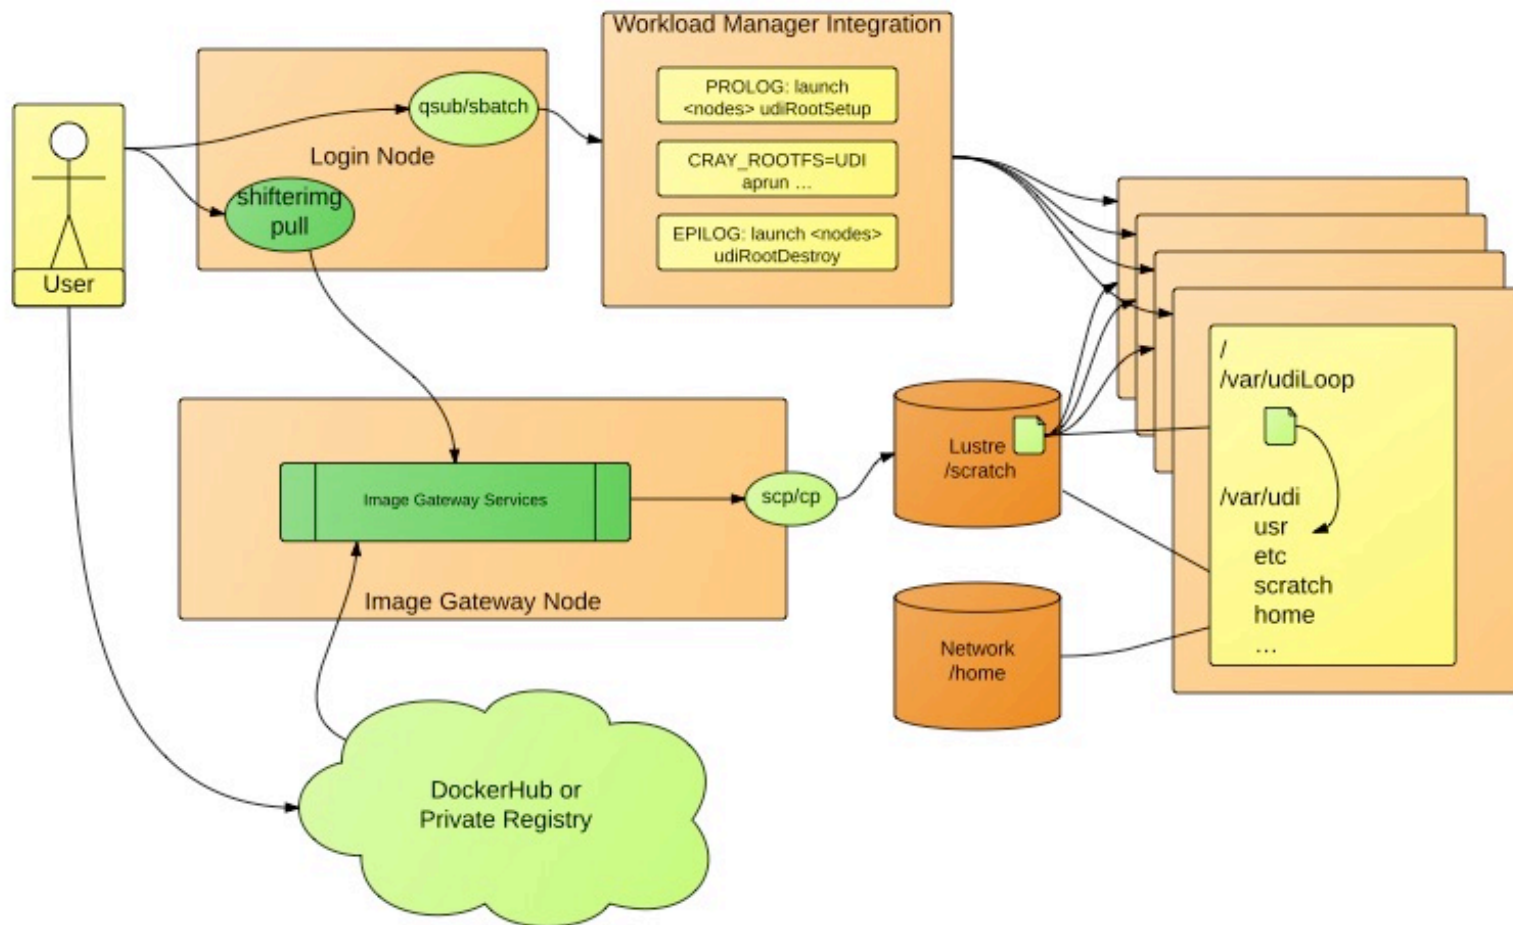 Workload Manager Integration
PROLOG: launch
<nodes> udiRootSetup
CRAY_ROOTFS=UDI
aprun …
EPILOG: launch <nodes>
udiRootDestroy
qsub/sbatch
Login Node
shifterimg
pull
User
/
/var/udiLoop
/var/udi
usr
etc
scratch
home
…
Lustre
/scratch
scp/cp
Image Gateway Services
Image Gateway Node
Network
/home
DockerHub or
Private Registry